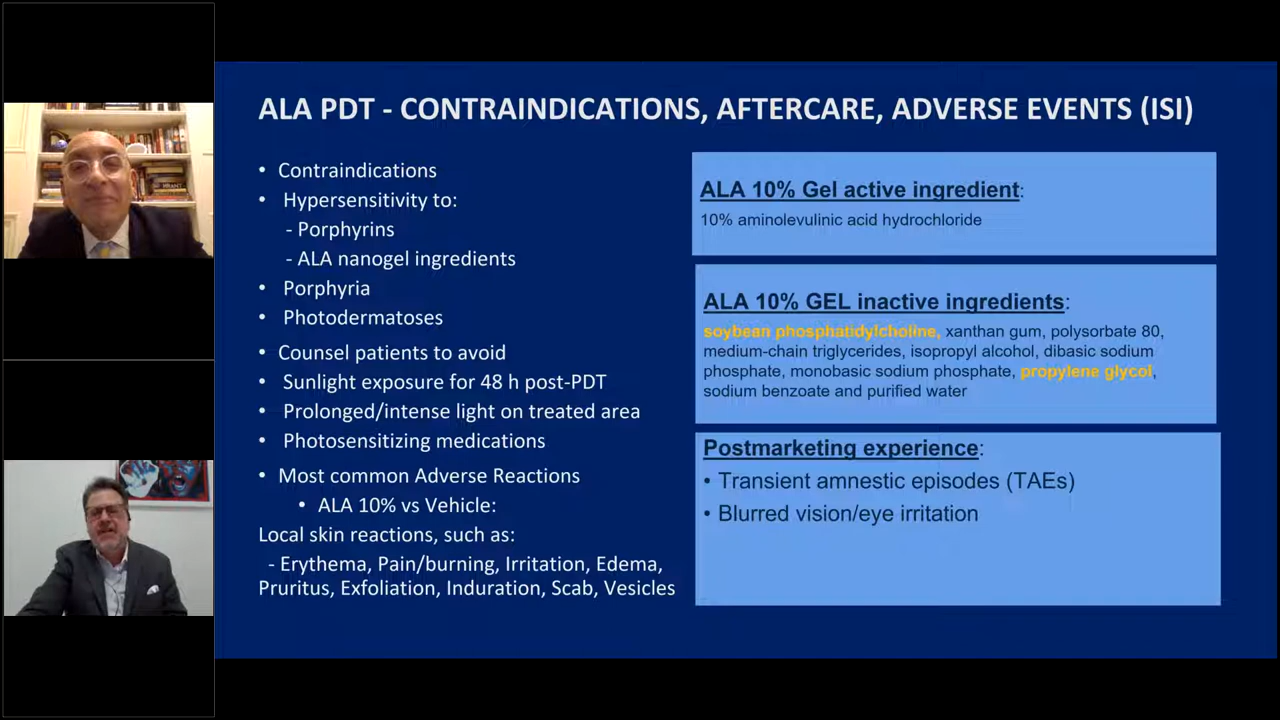 ALA PDT - CONTRAINDICATIONS, AFTERCARE, ADVERSE EVENTS (ISI)
• Contraindications
• Hypersensitivity to:
- Porphyrins
- ALA nanogel ingredients
• Porphyria
• Photodermatoses
• Counsel patients to avoid
• Sunlight exposure for 48 h post-PDT
• Prolonged/intense light on treated area
• Photosensitizing medications
• Most common Adverse Reactions
• ALA 10% vs Vehicle:
Local skin reactions, such as:
- Erythema, Pain/burning, Irritation, Edema,
Pruritus, Exfoliation, Induration, Scab, Vesicles
ALA 10% Gel active ingredient:
10% aminolevulinic acid hydrochloride
ALA 10% GEL inactive ingredients:
soybean phosphatidylcholine, xanthan gum, polysorbate 80,
medium-chain triglycerides, isopropyl alcohol, dibasic sodium
phosphate, monobasic sodium phosphate, propylene glycol,
sodium benzoate and purified water
Postmarketing experience:
• Transient amnestic episodes (TAEs)
• Blurred vision/eye irritation